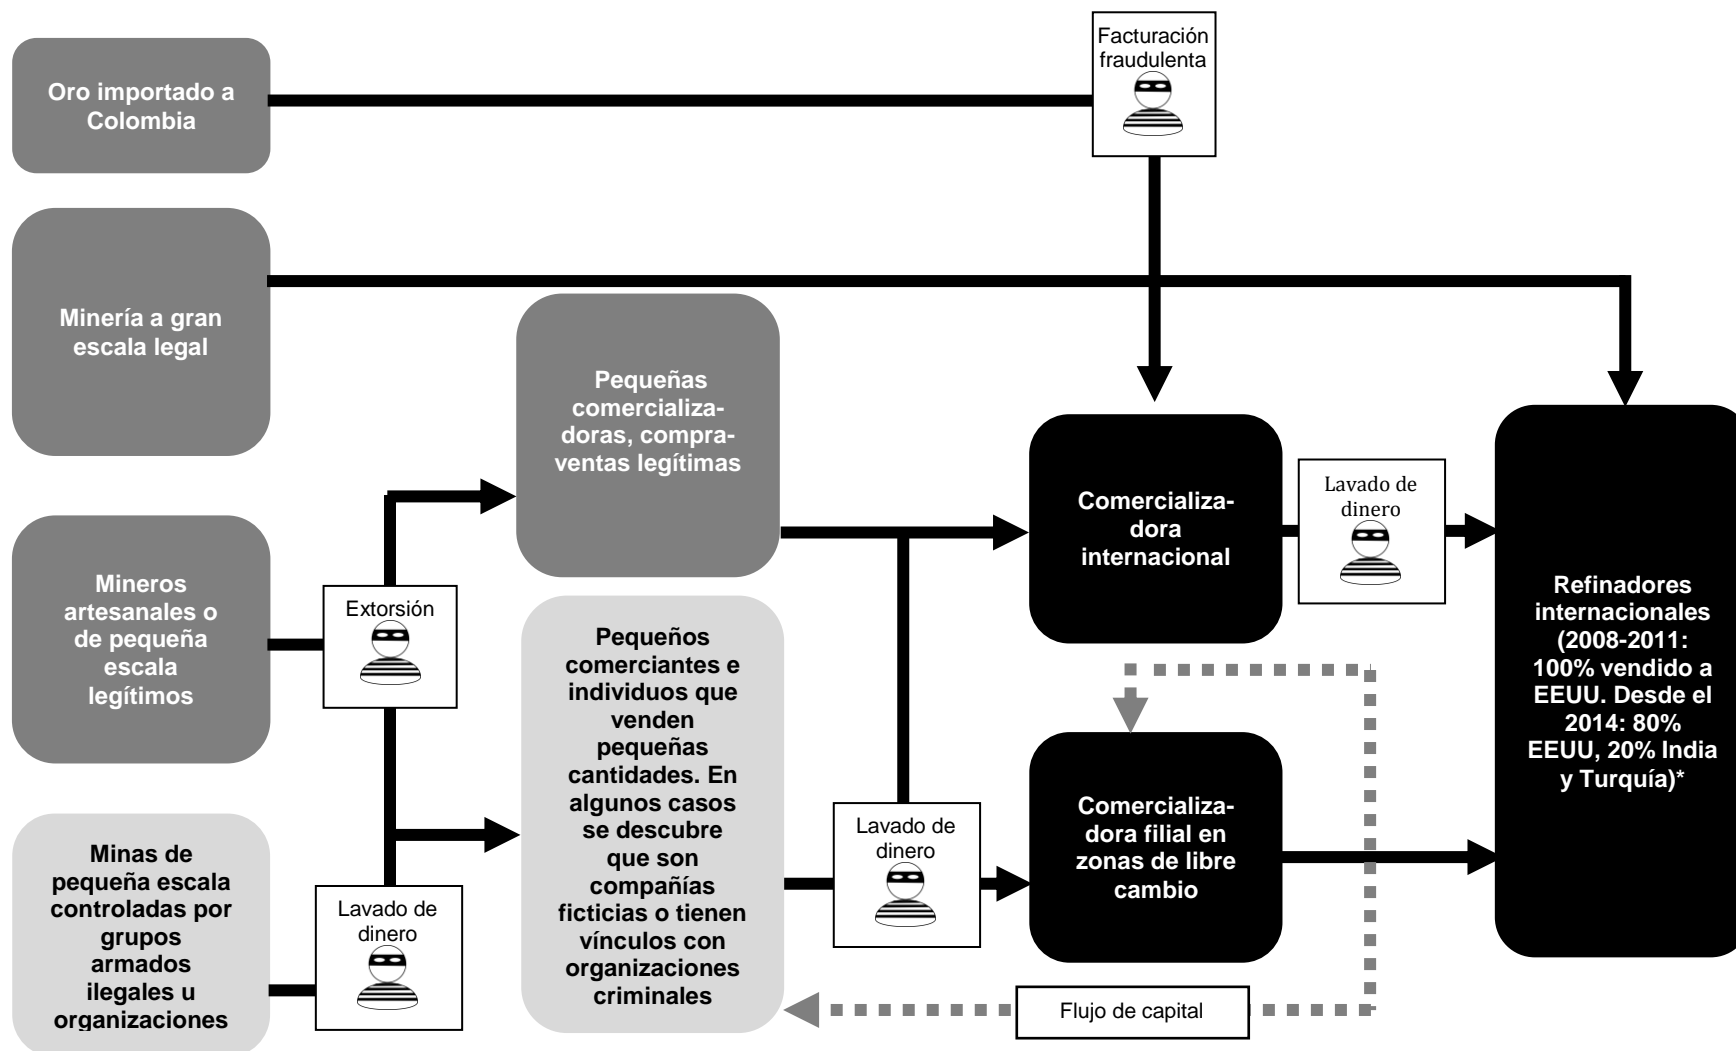 Facturación
fraudulenta
Oro importado a
Colombia
Minería a gran
escala legal
Pequeñas
comercializa-
doras, compra-
ventas legítimas
Comercializa-
dora
internacional
Lavado de
dinero
Mineros
artesanales o
de pequeña
escala
legítimos
Extorsión
Pequeños
comerciantes e
individuos que
venden
pequeñas
cantidades. En
algunos casos
se descubre
que son
compañías
ficticias o tienen
vínculos con
organizaciones
criminales
Refinadores
internacionales
(2008-2011:
100% vendido a
EEUU. Desde el
2014: 80%
EEUU, 20% India
y Turquía)*
Minas de
pequeña escala
controladas por
grupos
armados
ilegales u
organizaciones
Lavado de
dinero
Lavado de
dinero
Comercializa-
dora filial en
zonas de libre
cambio
Flujo de capital